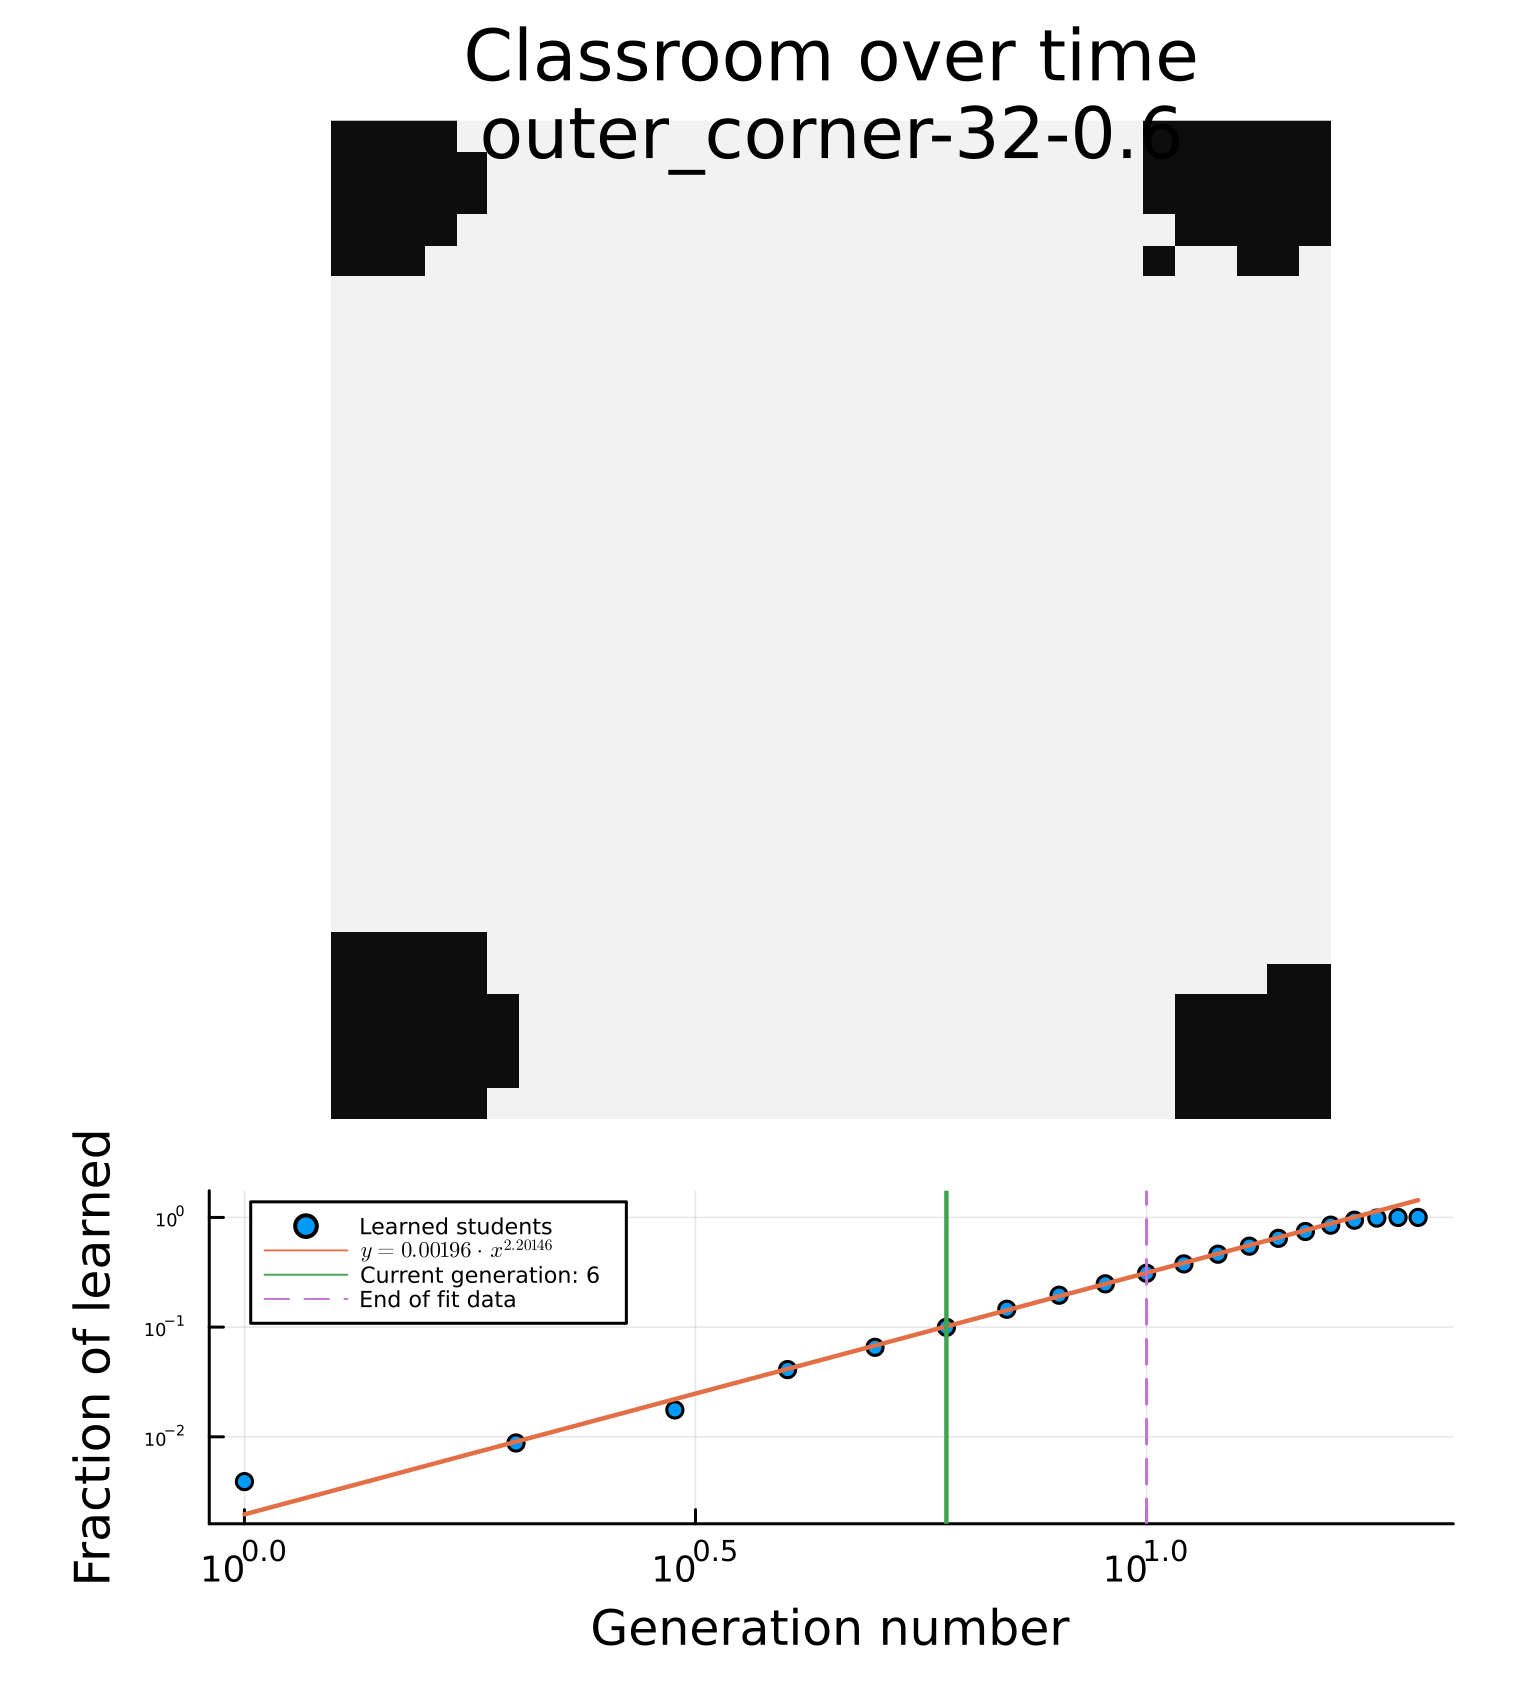 Classroom over time
outer_corner-32-0.6
Fraction of learned
10^0
10^−1
10^−2
Learned students
y = 0.00196 · x^2.20146
Current generation: 6
End of fit data
10^0.0
10^0.5
10^1.0
Generation number